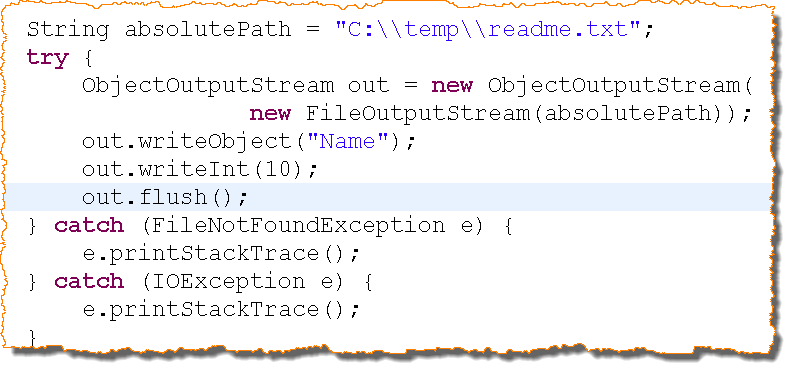 String absolutePath = "C:\\temp\\readme.txt";
try {
    ObjectOutputStream out = new ObjectOutputStream(
                new FileOutputStream(absolutePath));
    out.writeObject("Name");
    out.writeInt(10);
    out.flush();
} catch (FileNotFoundException e) {
    e.printStackTrace();
} catch (IOException e) {
    e.printStackTrace();
}